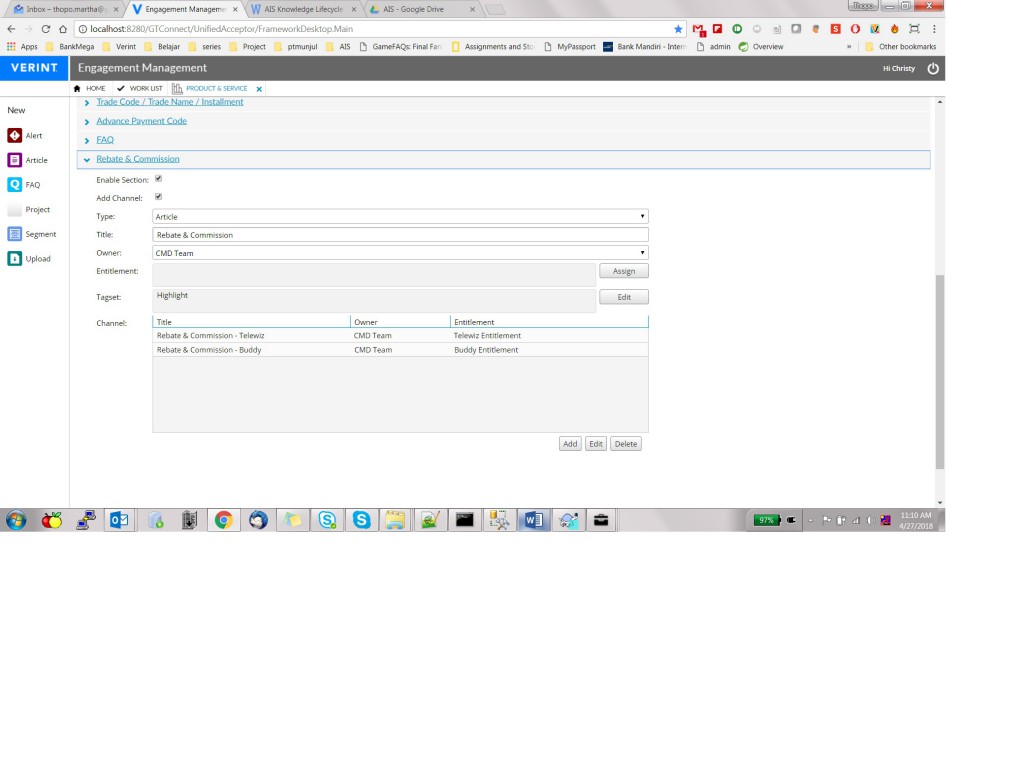 Inbox – thopo.martha@g
Engagement Manageme
AIS Knowledge Lifecycle
AIS - Google Drive
Thopo
localhost:8280/GTConnect/UnifiedAcceptor/FrameworkDesktop.Main
Apps BankMega Verint Belajar series Project ptmunjul AIS GameFAQs: Final Fan Assignments and Sto MyPassport Bank Mandiri - Intern admin Overview » Other bookmarks
VERINT Engagement Management Hi Christy
HOME WORK LIST PRODUCT & SERVICE
New
Alert
Article
FAQ
Project
Segment
Upload
Trade Code / Trade Name / Installment
Advance Payment Code
FAQ
Rebate & Commission
Enable Section:
Add Channel:
Type: Article
Title: Rebate & Commission
Owner: CMD Team
Entitlement: Assign
Tagset: Highlight Edit
Channel: Title Owner Entitlement
Rebate & Commission - Telewiz CMD Team Telewiz Entitlement
Rebate & Commission - Buddy CMD Team Buddy Entitlement
Add Edit Delete
97%
11:10 AM
4/27/2018